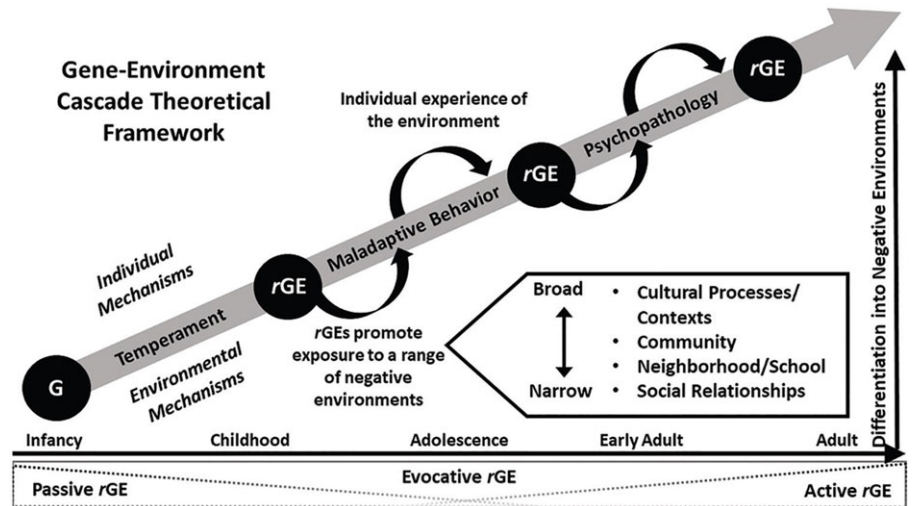 Gene-Environment
Cascade Theoretical
Framework
Individual experience of
the environment
rGE
Psychopathology
rGE
Maladaptive Behavior
rGE
Temperament
G
Individual
Mechanisms
Environmental
Mechanisms
rGEs promote
exposure to a range
of negative
environments
Broad
Narrow
• Cultural Processes/
Contexts
• Community
• Neighborhood/School
• Social Relationships
Differentiation into Negative Environments
Infancy
Childhood
Adolescence
Early Adult
Adult
Passive rGE
Evocative rGE
Active rGE